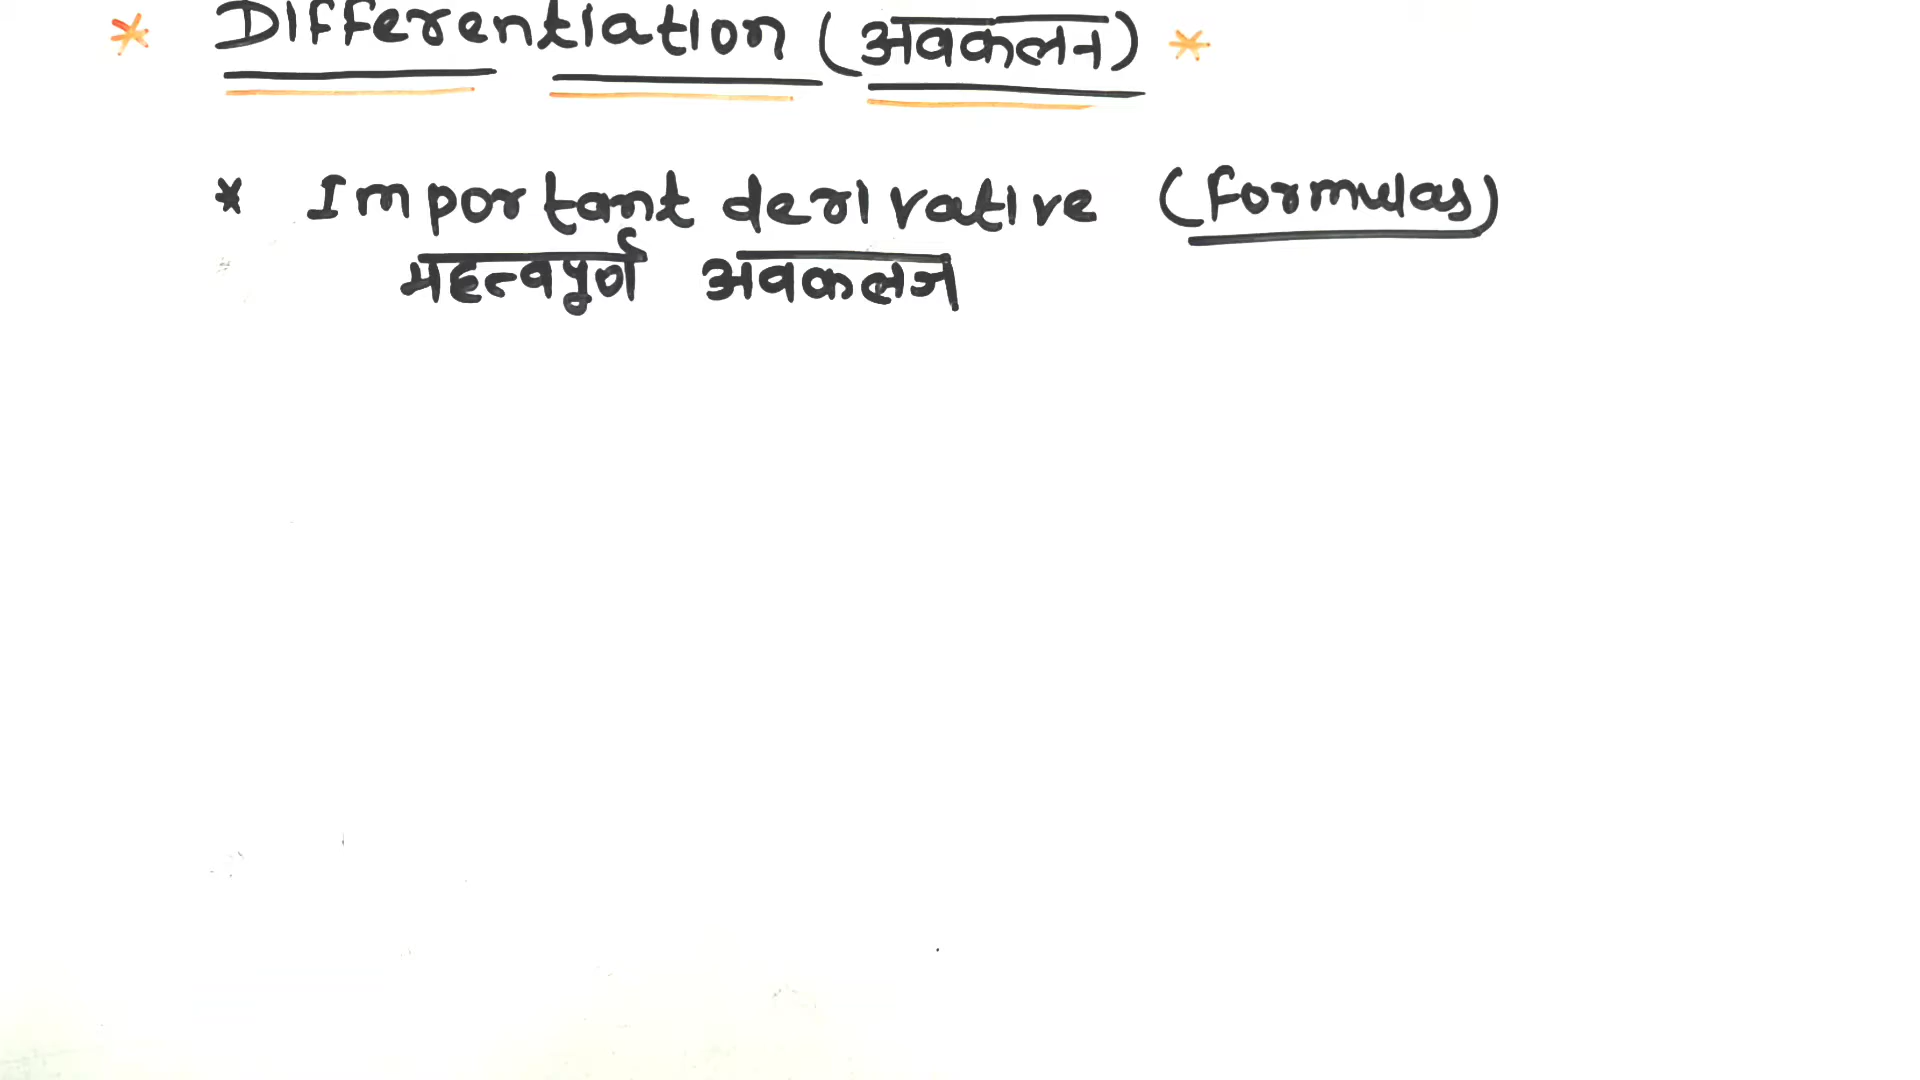 * Differentiation (अवकलन) *
* Important derivative (Formulas)
महत्वपूर्ण अवकलज